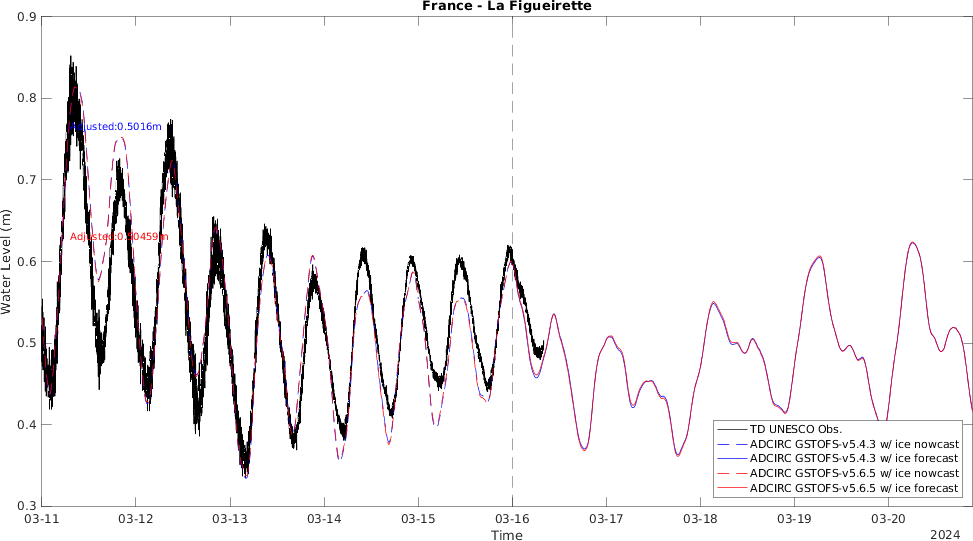 France - La Figueirette
0.9
0.8
0.7
0.6
0.5
0.4
0.3
Water Level (m)
Adjusted:0.5016m
TD UNESCO Obs.
ADCIRC GSTOFS-v5.4.3 w/ ice nowcast
ADCIRC GSTOFS-v5.4.3 w/ ice forecast
ADCIRC GSTOFS-v5.6.5 w/ ice nowcast
ADCIRC GSTOFS-v5.6.5 w/ ice forecast
03-11 03-12 03-13 03-14 03-15 03-16 03-17 03-18 03-19 03-20
Time
2024